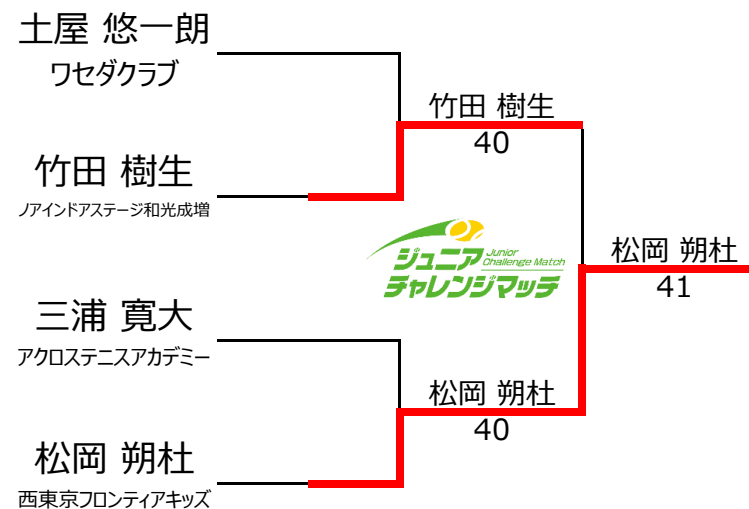 土屋 悠一朗
ワセダクラブ
竹田 樹生
40
竹田 樹生
ノアインドアステージ和光成増
ジュニア Junior Challenge Match
チャレンジマッチ
松岡 朔杜
41
三浦 寛大
アクロステニスアカデミー
松岡 朔杜
40
松岡 朔杜
西東京フロンティアキッズ